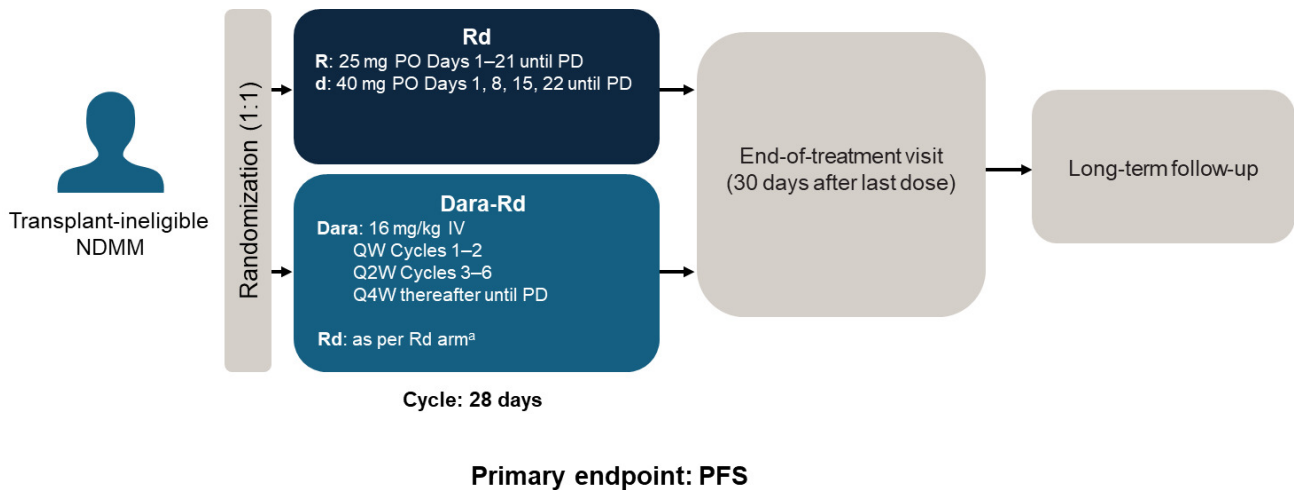 Transplant-ineligible
NDMM
Randomization (1:1)
Rd
R: 25 mg PO Days 1–21 until PD
d: 40 mg PO Days 1, 8, 15, 22 until PD
Dara-Rd
Dara: 16 mg/kg IV
QW Cycles 1–2
Q2W Cycles 3–6
Q4W thereafter until PD
Rd: as per Rd armᵃ
Cycle: 28 days
End-of-treatment visit
(30 days after last dose)
Long-term follow-up
Primary endpoint: PFS